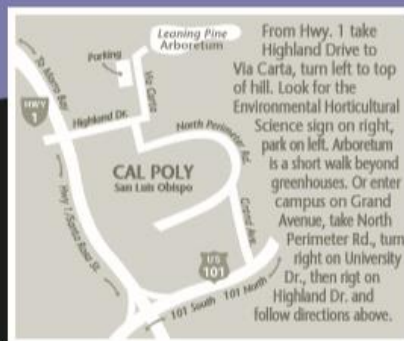 Leaning Pine
Arboretum
Parking
To Morro Bay
Via Carta
HWY
1
Highland Dr.
North Perimeter Rd.
CAL POLY
San Luis Obispo
Hwy 1/Santa Rosa St.
Grand Ave.
US
101
101 South
101 North
From Hwy. 1 take
Highland Drive to
Via Carta, turn left to top
of hill. Look for the
Environmental Horticultural
Science sign on right,
park on left. Arboretum
is a short walk beyond
greenhouses. Or enter
campus on Grand
Avenue, take North
Perimeter Rd., turn
right on University
Dr., then rigt on
Highland Dr. and
follow directions above.